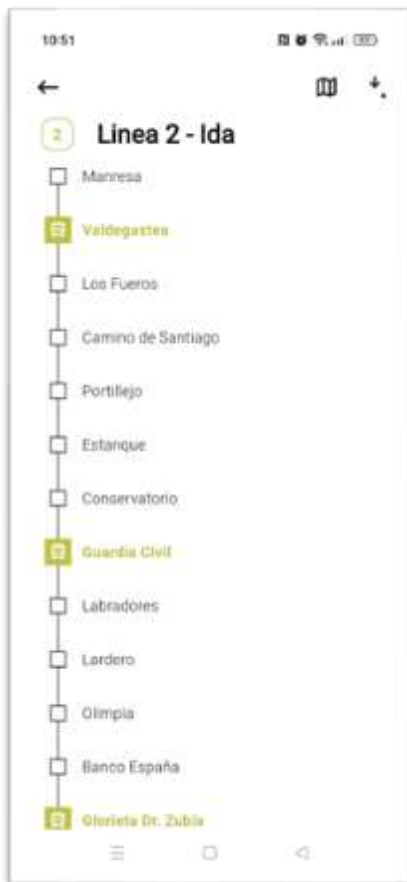 10:51
2 Linea 2 - Ida
Manresa
Valdegastea
Los Fueros
Camino de Santiago
Portillejo
Estanque
Conservatorio
Guardia Civil
Labradores
Lardero
Olimpia
Banco España
Glorieta Dr. Zubía